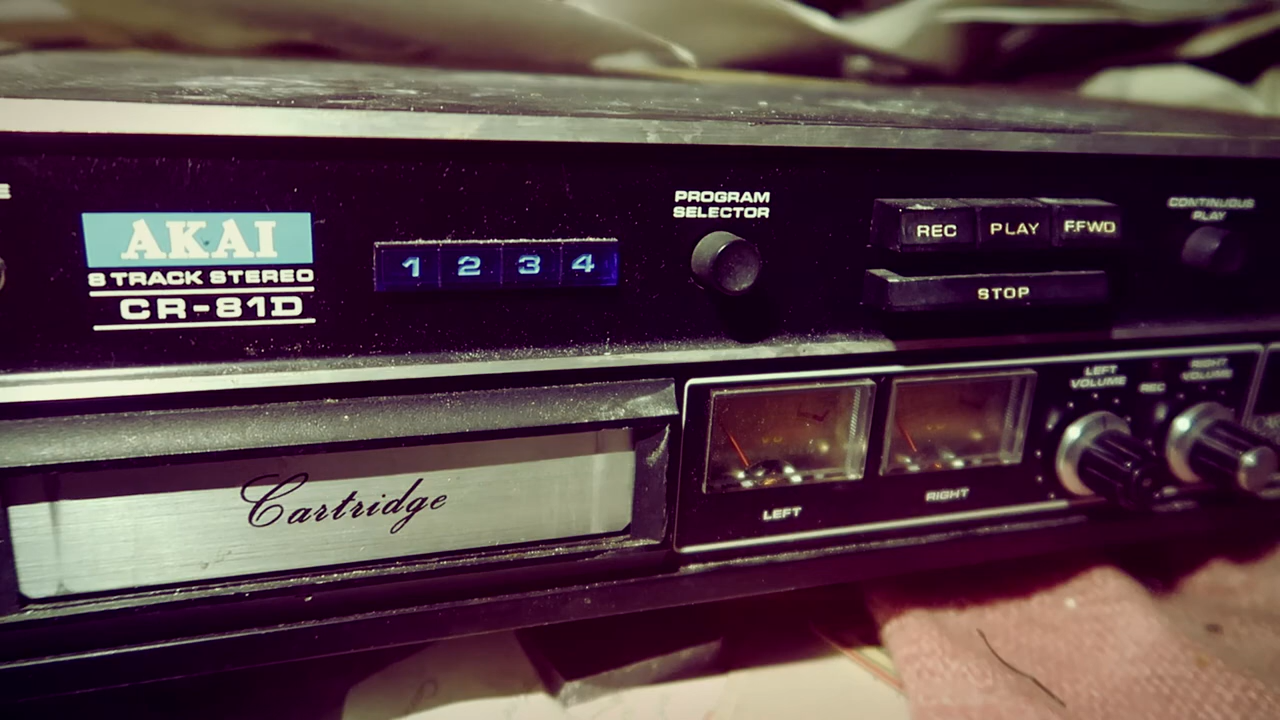 AKAI
8 TRACK STEREO
CR-81D
1 2 3 4
PROGRAM
SELECTOR
REC PLAY F.FWD
STOP
CONTINUOUS
PLAY
Cartridge
LEFT
RIGHT
LEFT
VOLUME
REC
RIGHT
VOLUME